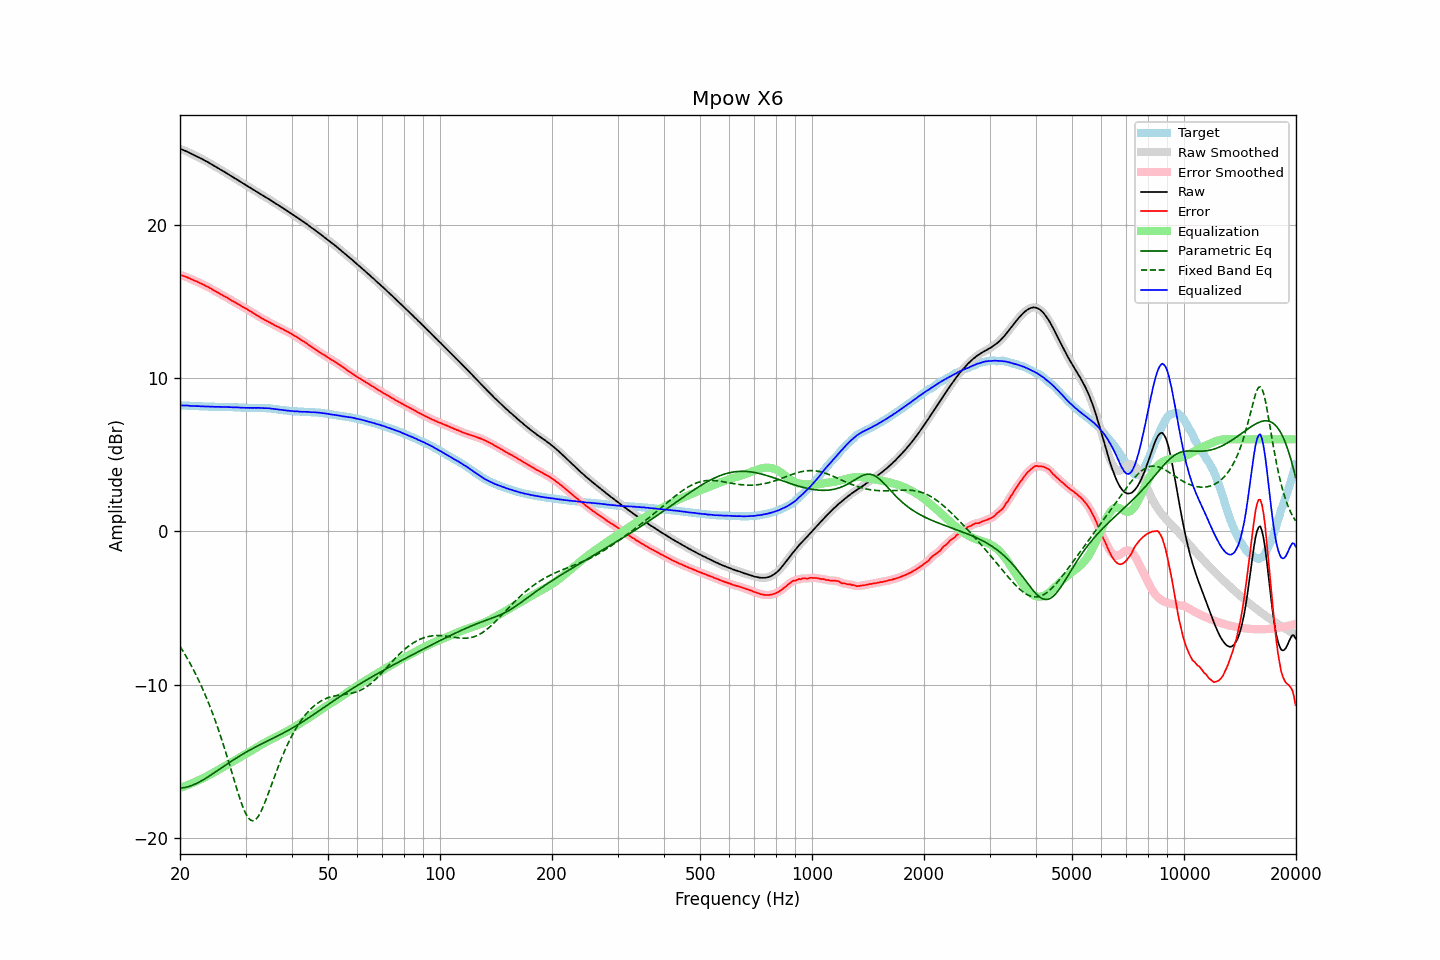 Mpow X6
Amplitude (dBr)
20
10
0
−10
−20
Target
Raw Smoothed
Error Smoothed
Raw
Error
Equalization
Parametric Eq
Fixed Band Eq
Equalized
20 50 100 200 500 1000 2000 5000 10000 20000
Frequency (Hz)